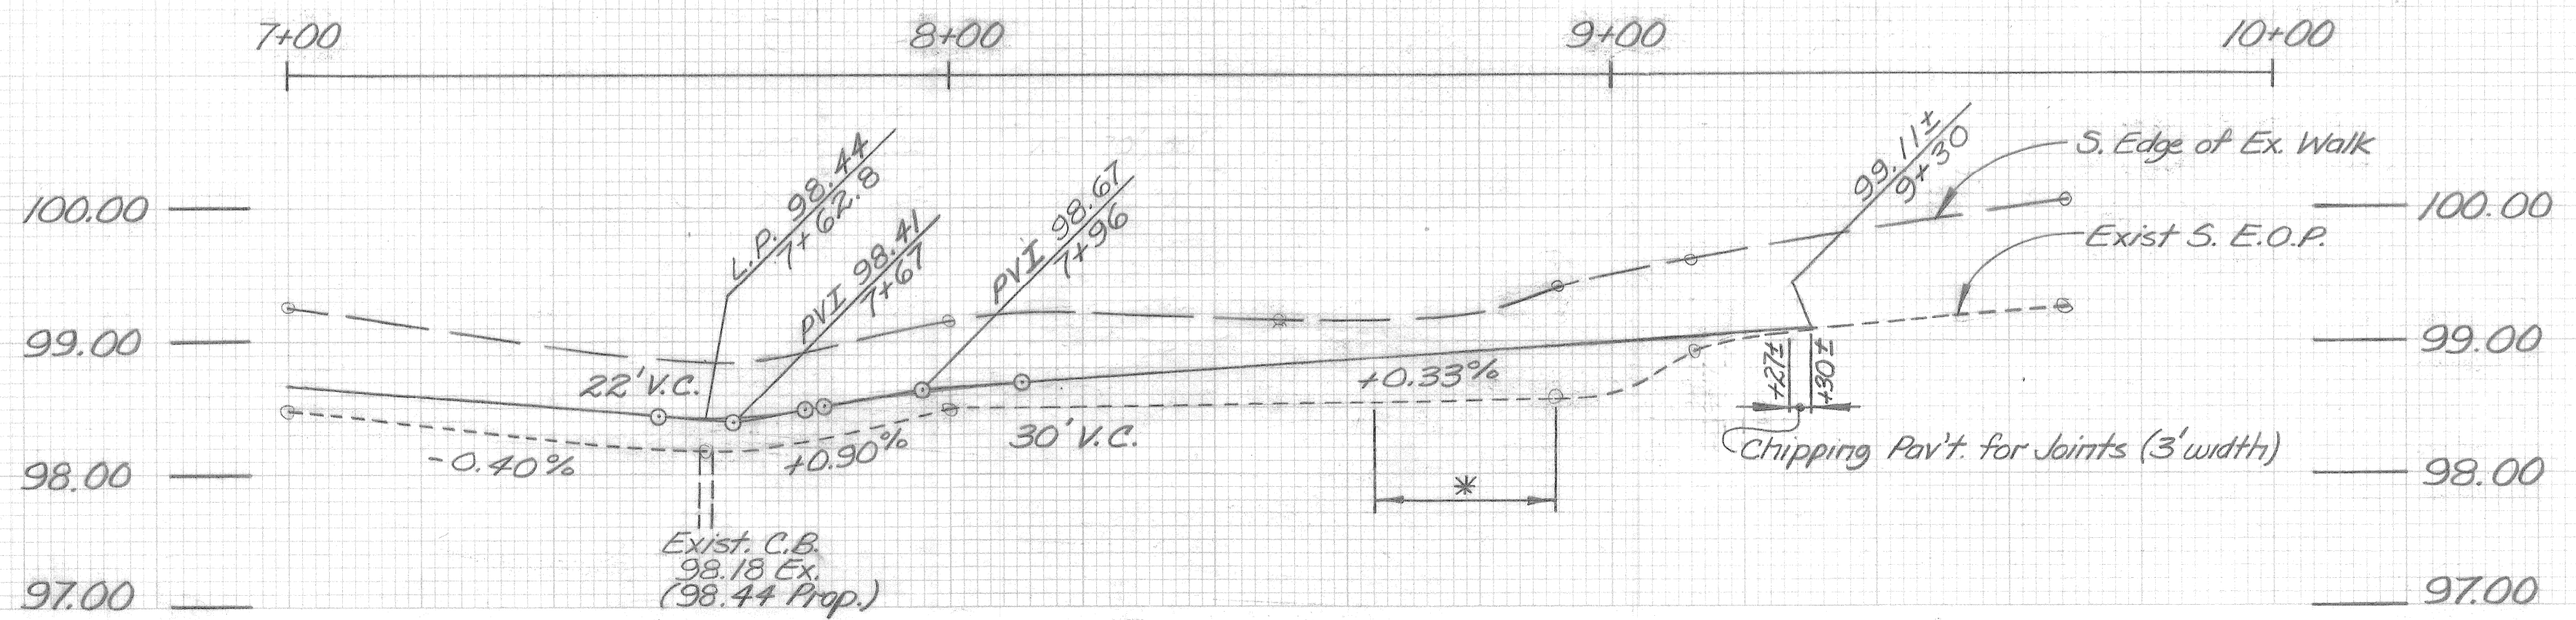 7+00
8+00
9+00
10+00
L.P. 98.44
7+62.8
PVI 98.41
7+67
PVI 98.67
7+96
99.11±
9+30
S. Edge of Ex. Walk
100.00
100.00
Exist S. E.O.P.
99.00
99.00
22' V.C.
+0.33%
+27±
+30±
-0.40%
+0.90%
30' V.C.
Chipping Pav't. for Joints (3' width)
98.00
98.00
*
Exist. C.B.
98.18 Ex.
(98.44 Prop.)
97.00
97.00